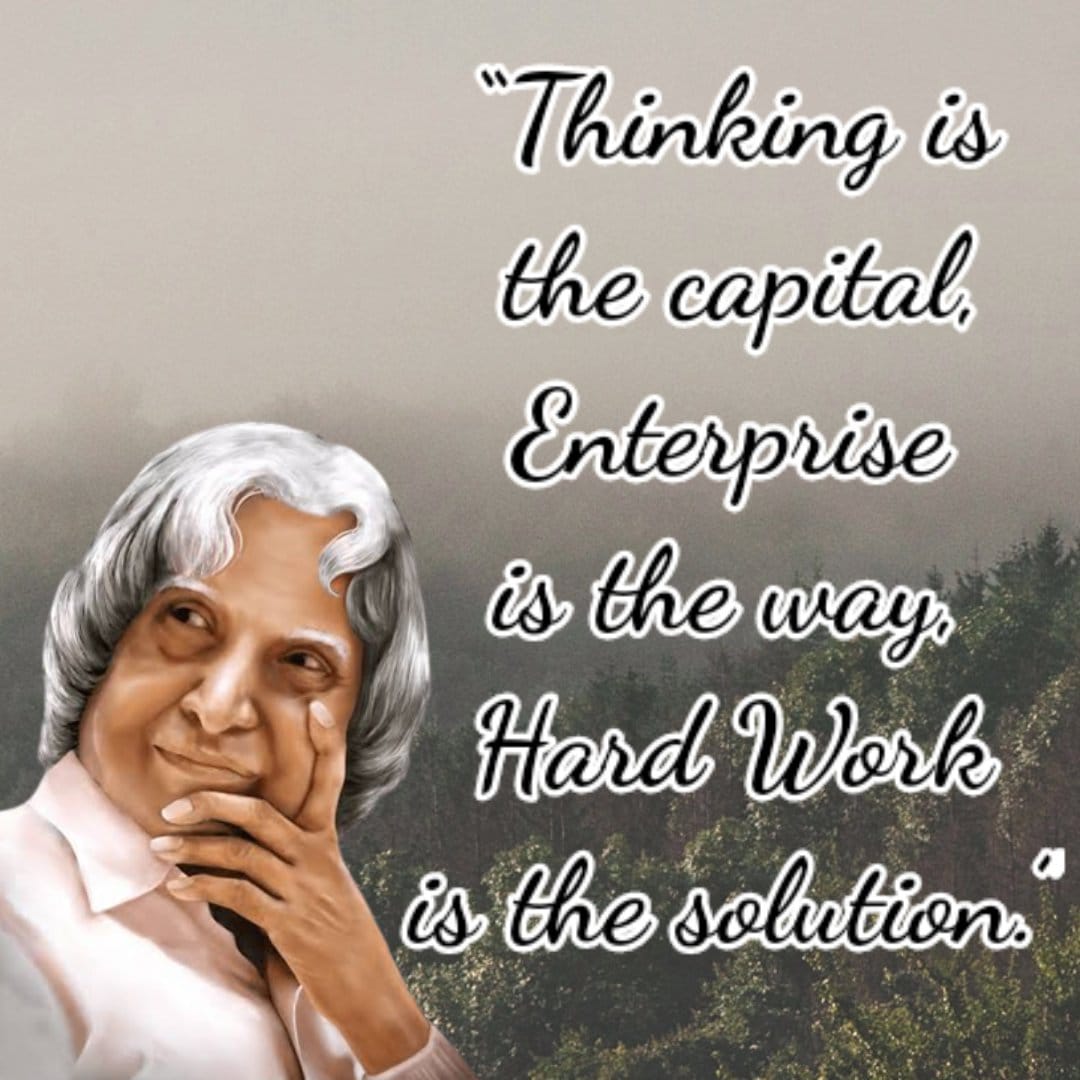 “Thinking is
the capital,
Enterprise
is the way,
Hard Work
is the solution.”